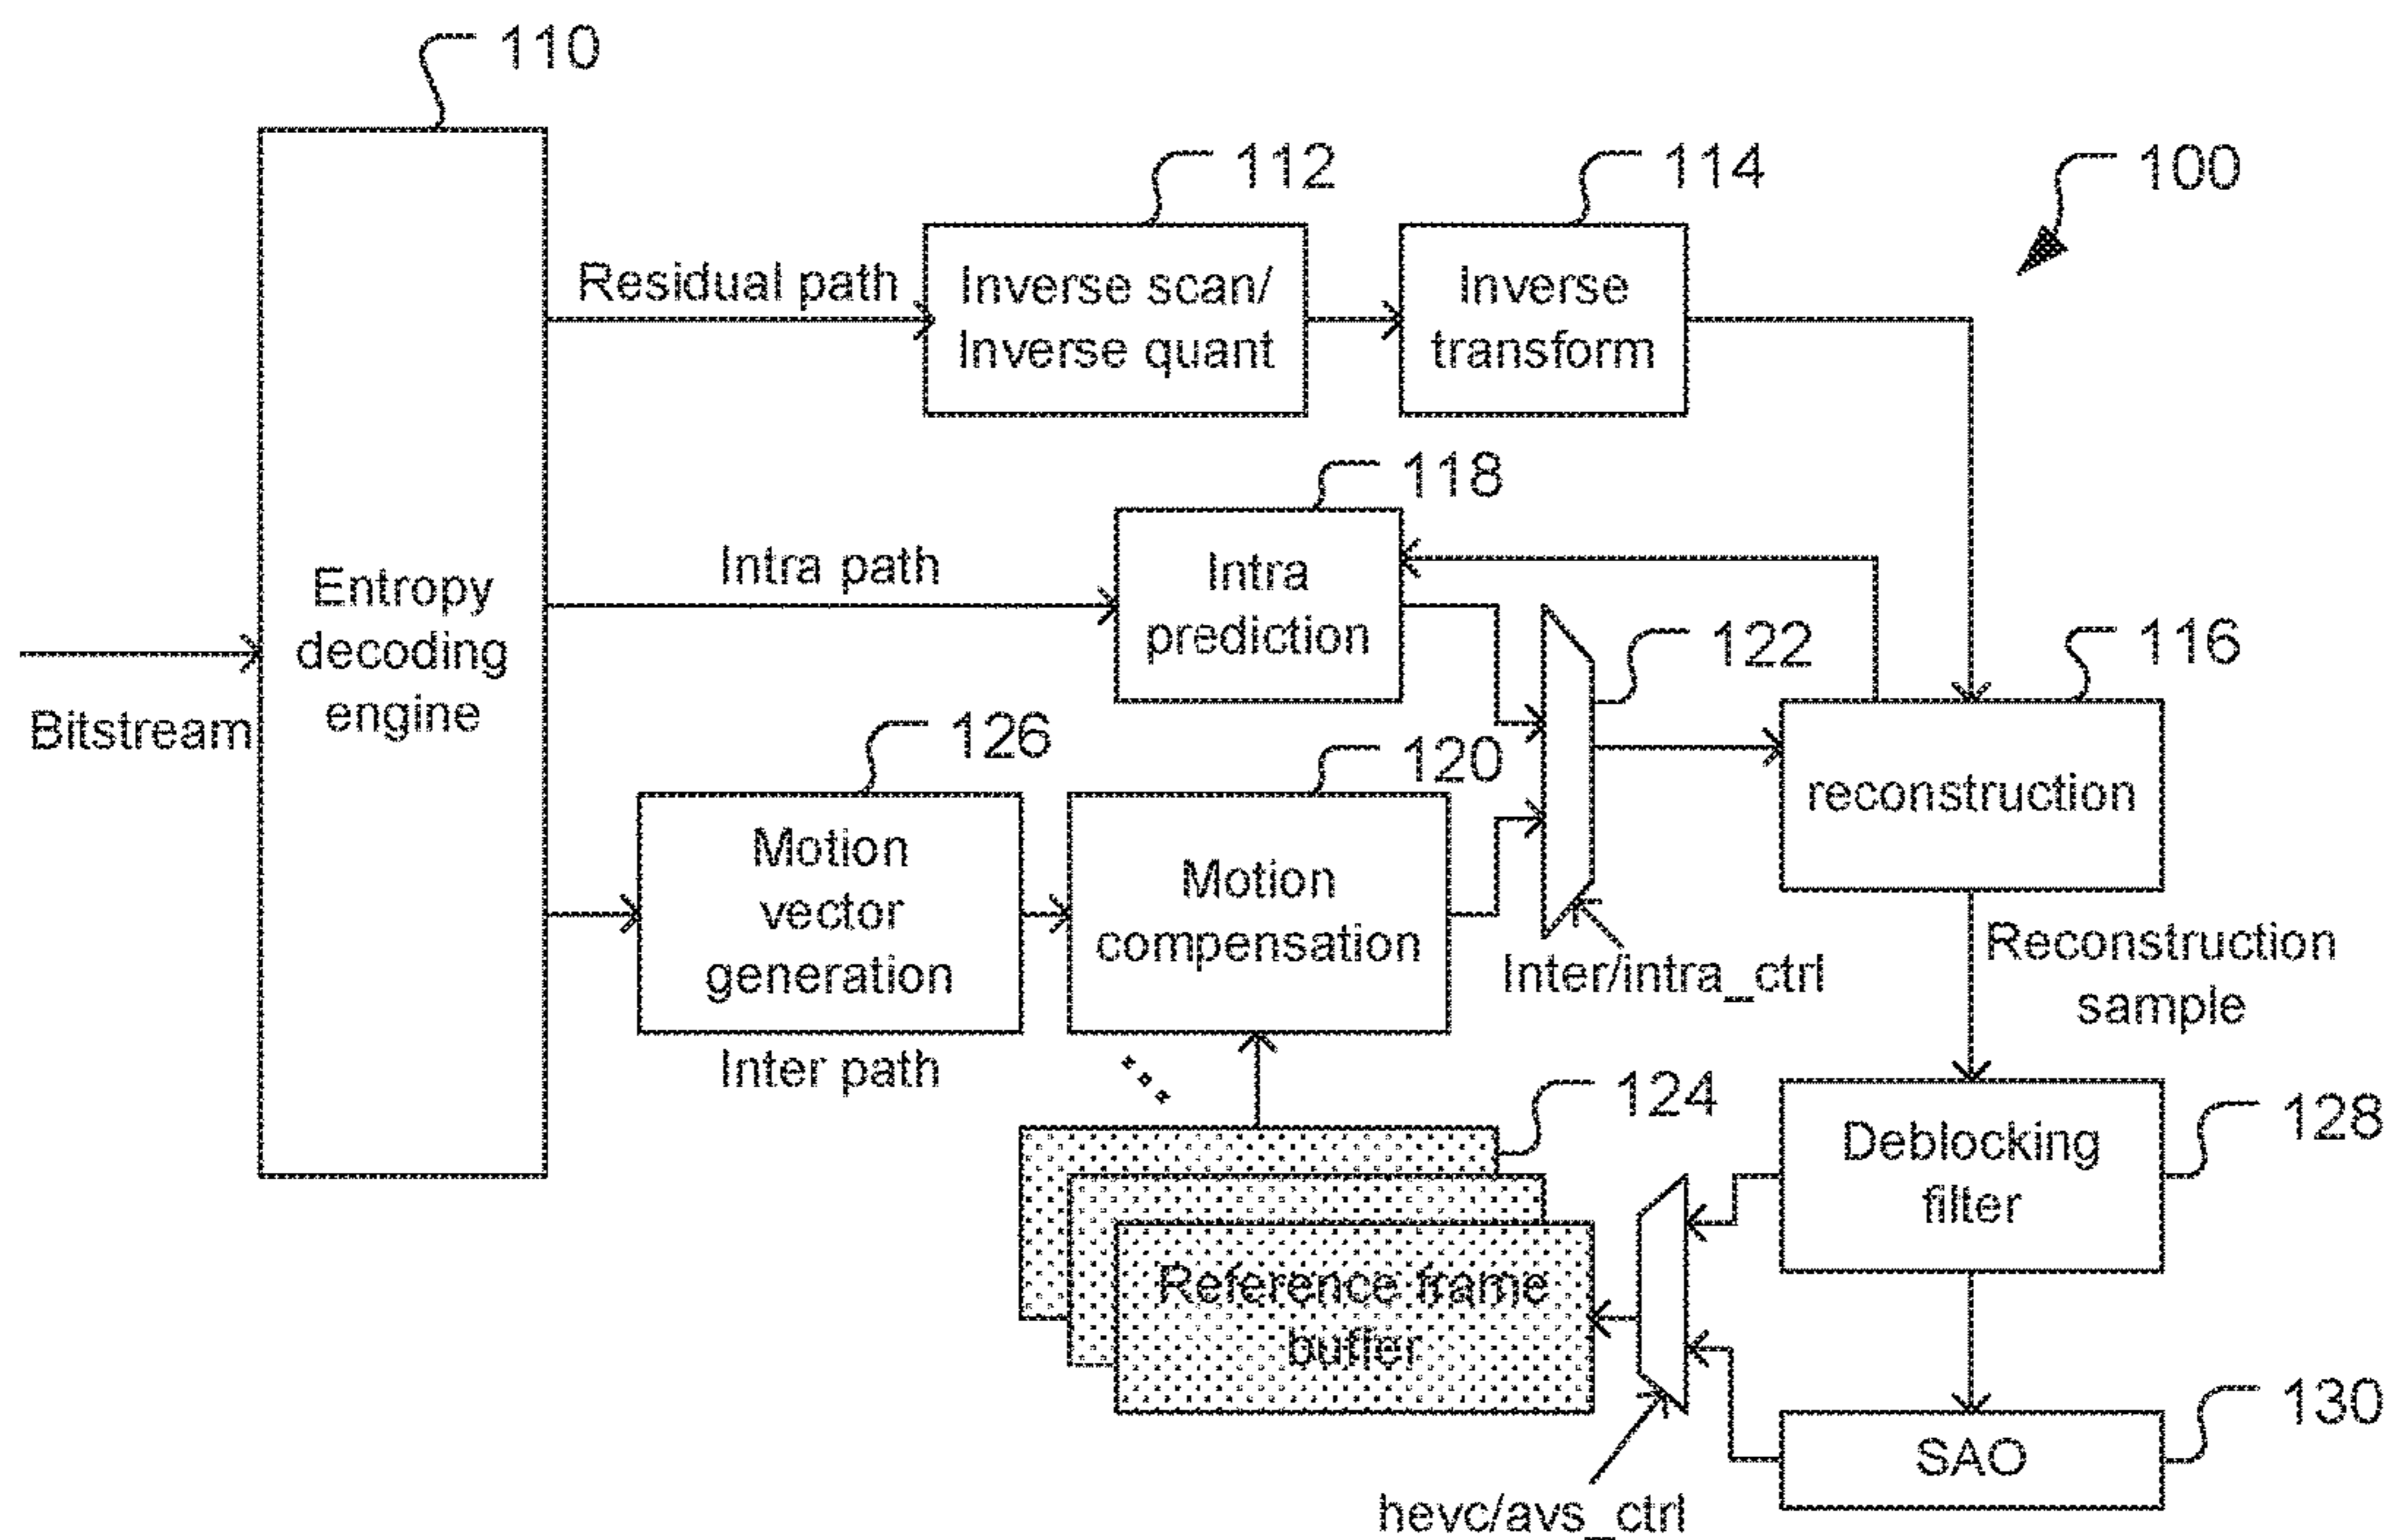 110
112
114
100
Residual path
Inverse scan/
Inverse quant
Inverse
transform
118
Intra path
Intra
prediction
Entropy
decoding
engine
Bitstream
122
116
126
120
Motion
vector
generation
Motion
compensation
reconstruction
Inter/intra_ctrl
Reconstruction
sample
Inter path
124
128
Deblocking
filter
Reference frame
buffer
130
SAO
hevc/avs_ctrl